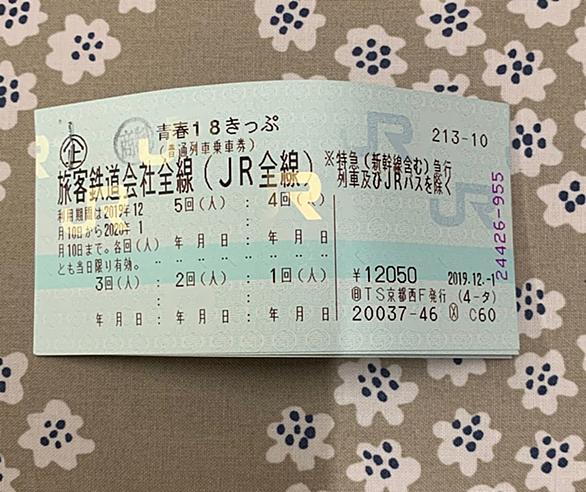 青春18きっぷ
(普通列車乗車券)
213-10
旅客鉄道会社全線(JR全線)
※特急(新幹線含む)急行
列車及びJRバスを除く
利用期間は2019年12
月10日から2020年1
月10日まで。各回(人)
とも当日限り有効。
5回(人)
:
4回(人)
:
年 月 日
:
年 月 日
3回(人)
:
2回(人)
:
1回(人)
年 月 日
:
年 月 日
:
年 月 日
¥12050
2019.12.-1
TS京都西F発行 (4-タ)
20037-46
C60
24426-955
JR